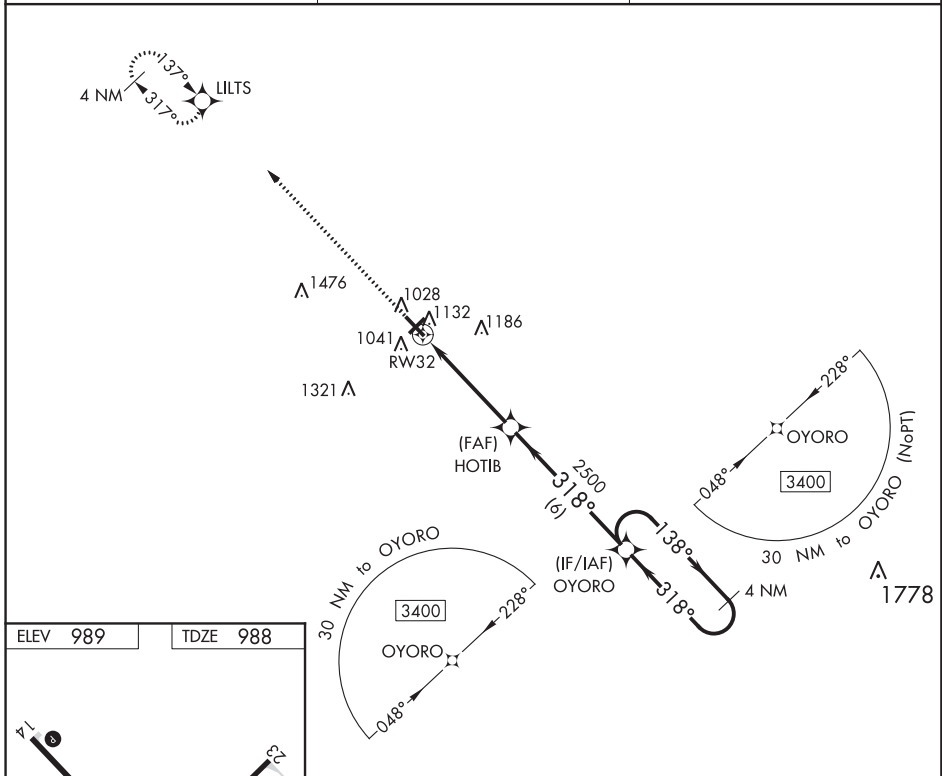 137°
LILTS
4 NM
317°
1476
1028
1132
1186
1041
RW32
1321
(FAF)
HOTIB
2500
318°
(6)
(IF/IAF)
OYORO
138°
318°
4 NM
228°
OYORO
048°
3400
30 NM to OYORO (NoPT)
1778
30 NM to OYORO
3400
228°
OYORO
048°
ELEV 989
TDZE 988
14
P
23